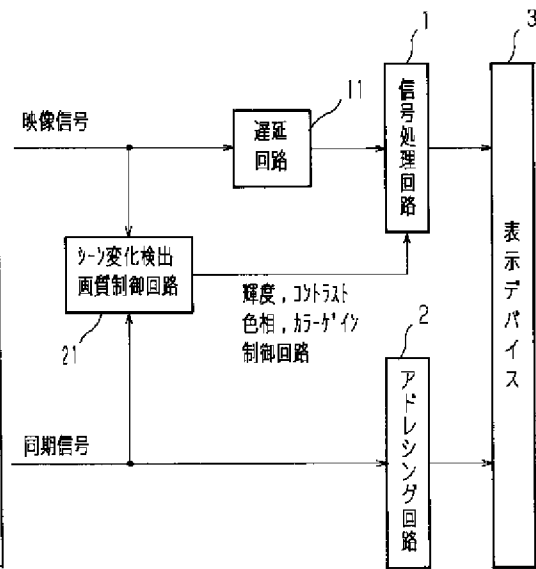 1
3
11
映像信号
遅延
回路
信号処理回路
シーン変化検出
画質制御回路
21
輝度，コントラスト
色相，カラーゲイン
制御回路
2
表示デバイス
同期信号
アドレシング回路